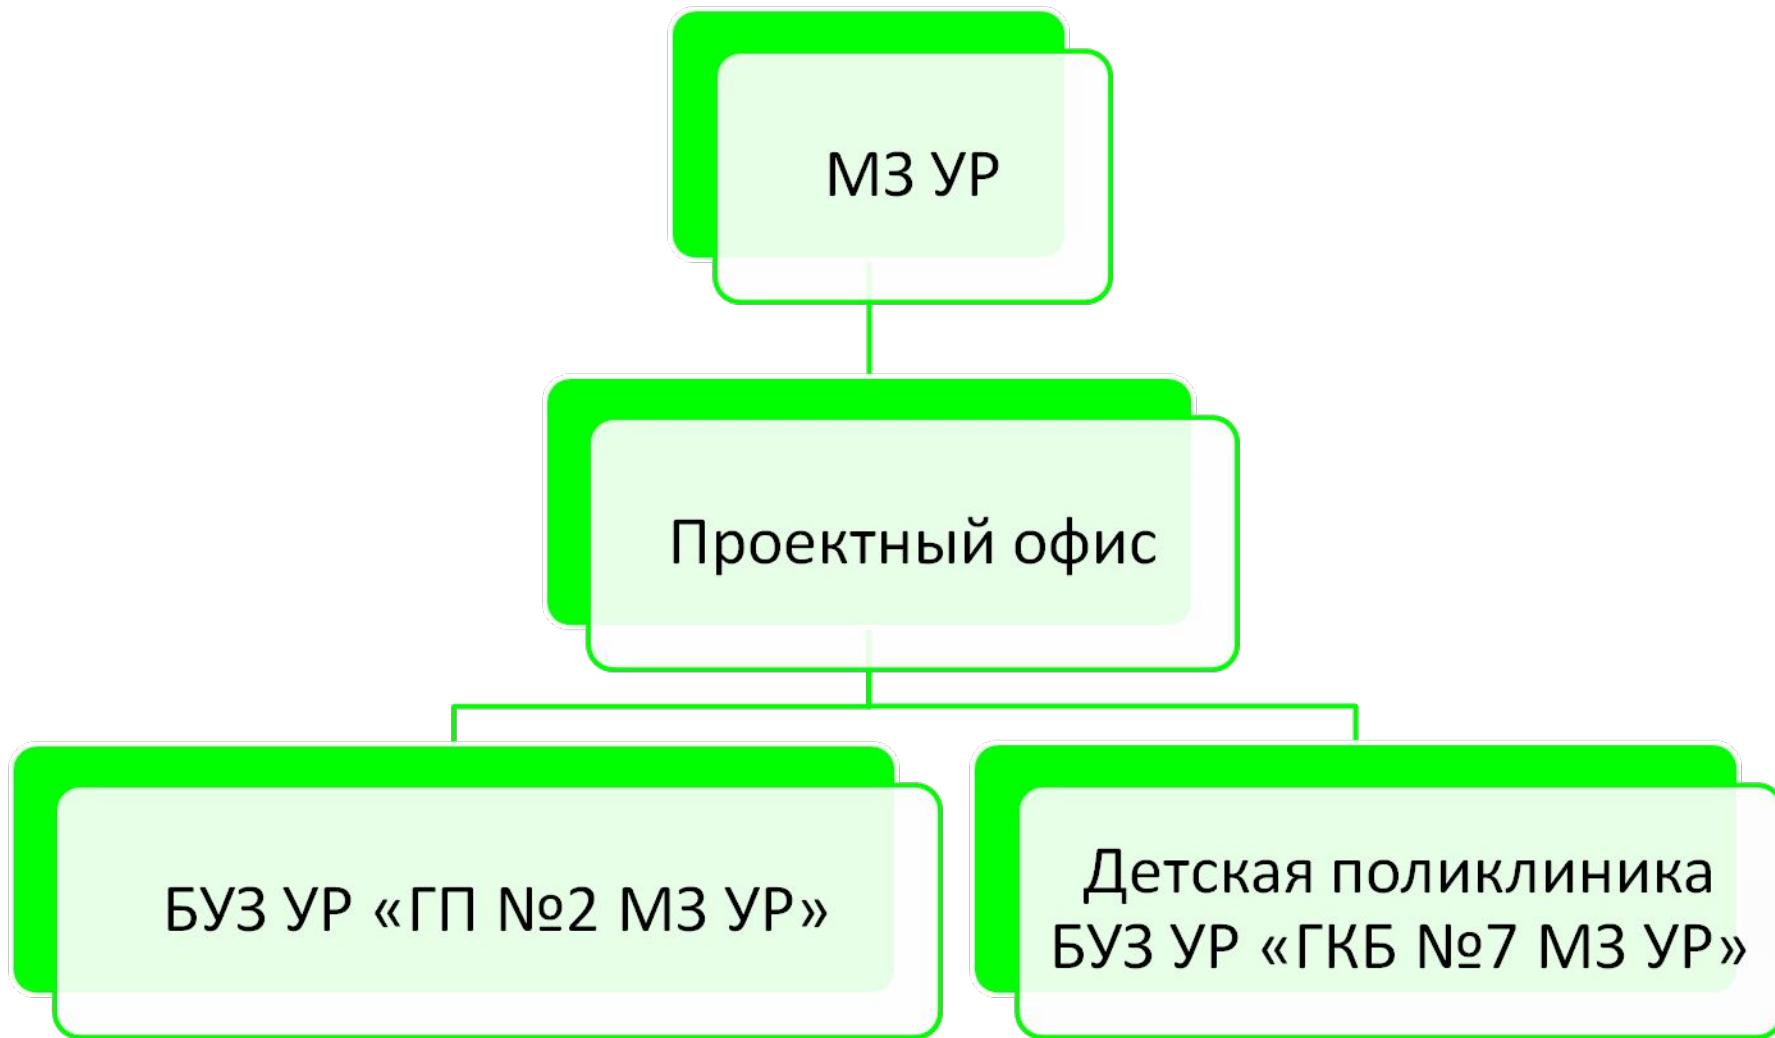 МЗ УР
Проектный офис
БУЗ УР «ГП №2 МЗ УР»
Детская поликлиника
БУЗ УР «ГКБ №7 МЗ УР»